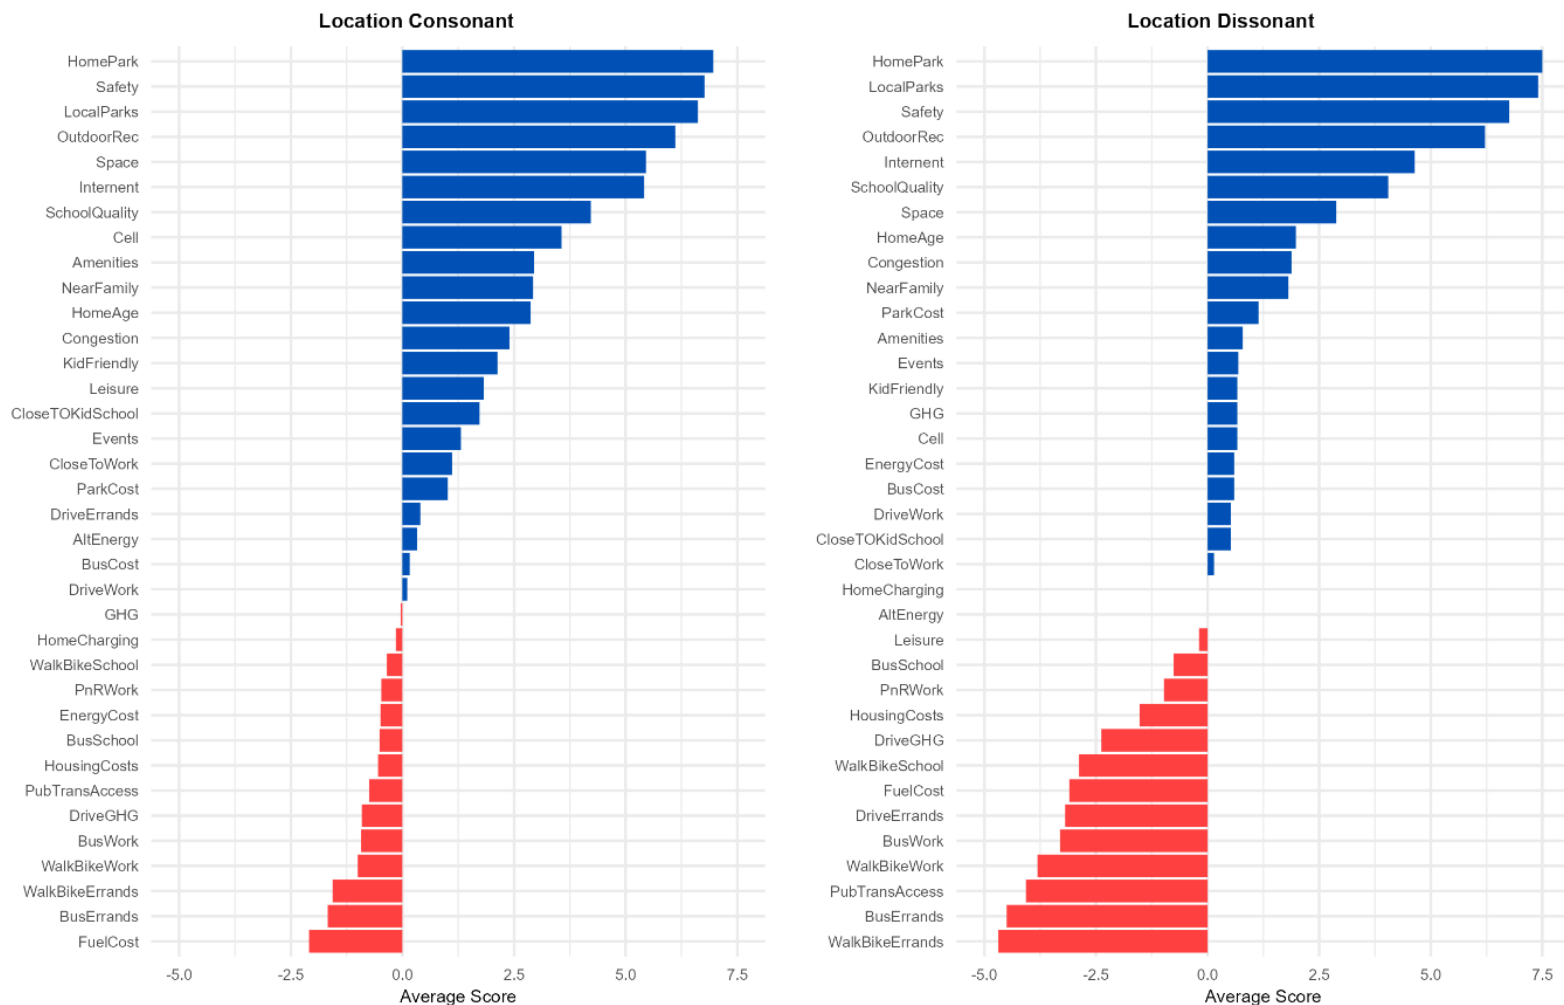 Location Consonant
HomePark
Safety
LocalParks
OutdoorRec
Space
Internent
SchoolQuality
Cell
Amenities
NearFamily
HomeAge
Congestion
KidFriendly
Leisure
CloseTOKidSchool
Events
CloseToWork
ParkCost
DriveErrands
AltEnergy
BusCost
DriveWork
GHG
HomeCharging
WalkBikeSchool
PnRWork
EnergyCost
BusSchool
HousingCosts
PubTransAccess
DriveGHG
BusWork
WalkBikeWork
WalkBikeErrands
BusErrands
FuelCost
-5.0 -2.5 0.0 2.5 5.0 7.5
Average Score
Location Dissonant
HomePark
LocalParks
Safety
OutdoorRec
Internent
SchoolQuality
Space
HomeAge
Congestion
NearFamily
ParkCost
Amenities
Events
KidFriendly
GHG
Cell
EnergyCost
BusCost
DriveWork
CloseTOKidSchool
CloseToWork
HomeCharging
AltEnergy
Leisure
BusSchool
PnRWork
HousingCosts
DriveGHG
WalkBikeSchool
FuelCost
DriveErrands
BusWork
WalkBikeWork
PubTransAccess
BusErrands
WalkBikeErrands
-5.0 -2.5 0.0 2.5 5.0 7.5
Average Score